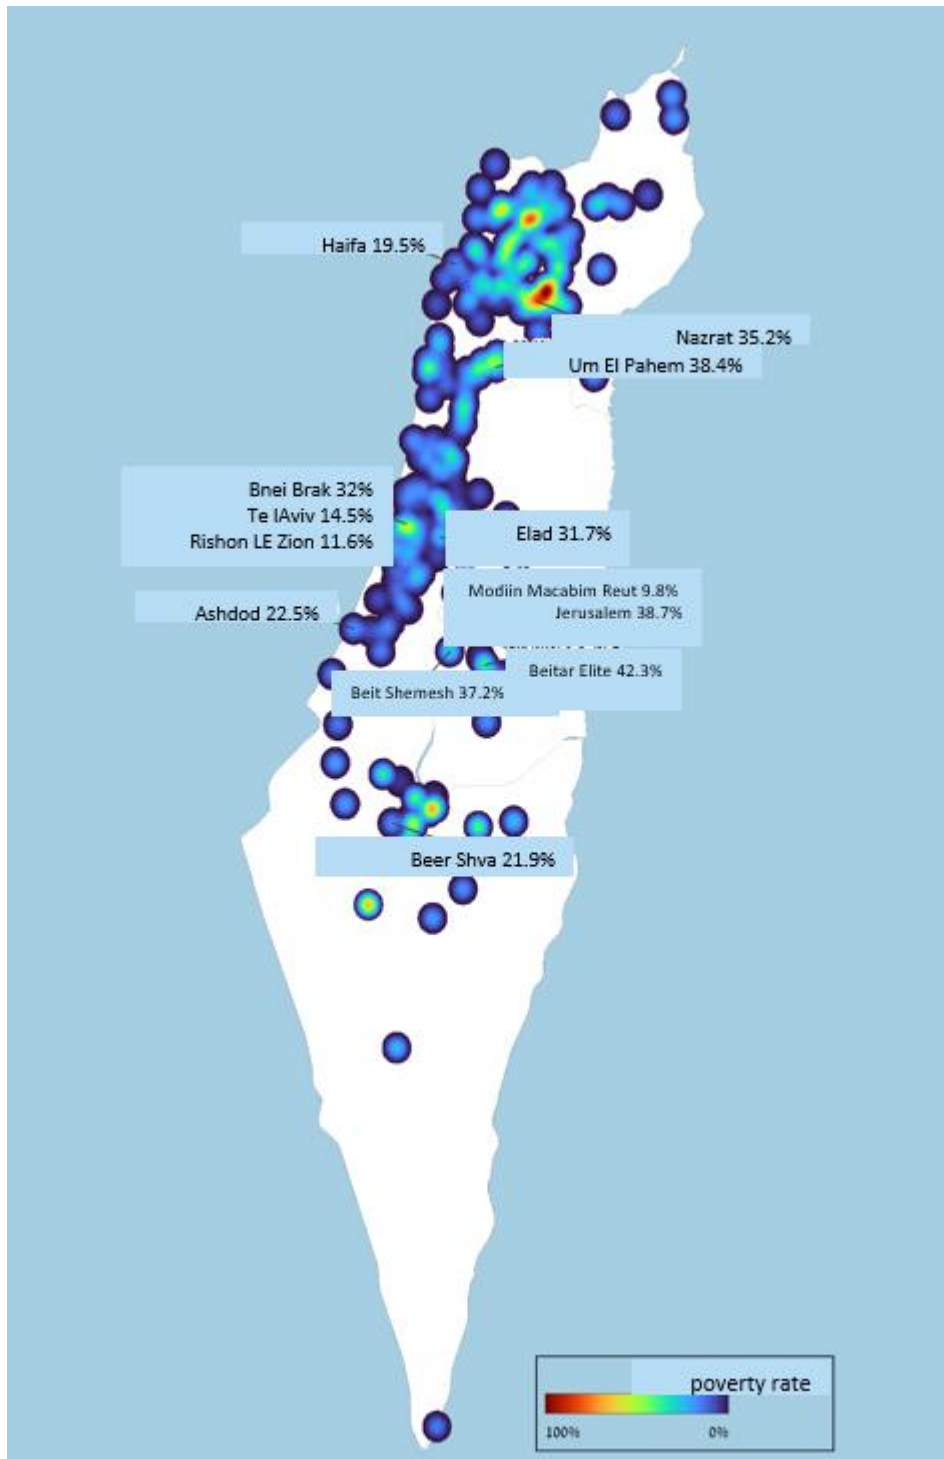 Haifa 19.5%
Nazrat 35.2%
Um El Pahem 38.4%
Bnei Brak 32%
Te lAviv 14.5%
Rishon LE Zion 11.6%
Elad 31.7%
Modiin Macabim Reut 9.8%
Jerusalem 38.7%
Ashdod 22.5%
Beitar Elite 42.3%
Beit Shemesh 37.2%
Beer Shva 21.9%
poverty rate
100% 0%